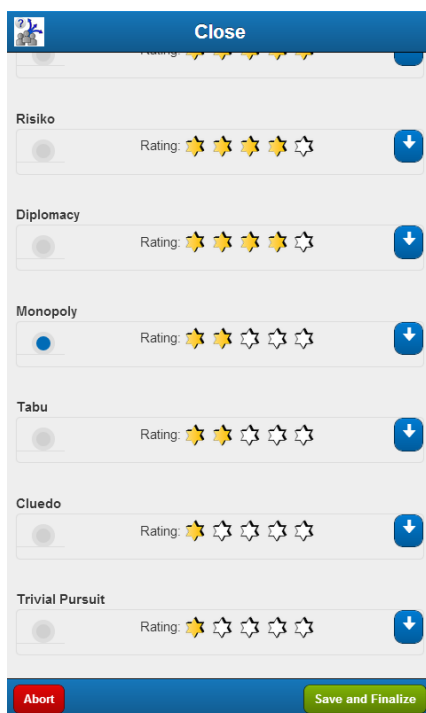 Close
Risiko
Rating:
Diplomacy
Rating:
Monopoly
Rating:
Tabu
Rating:
Cluedo
Rating:
Trivial Pursuit
Rating:
Abort
Save and Finalize